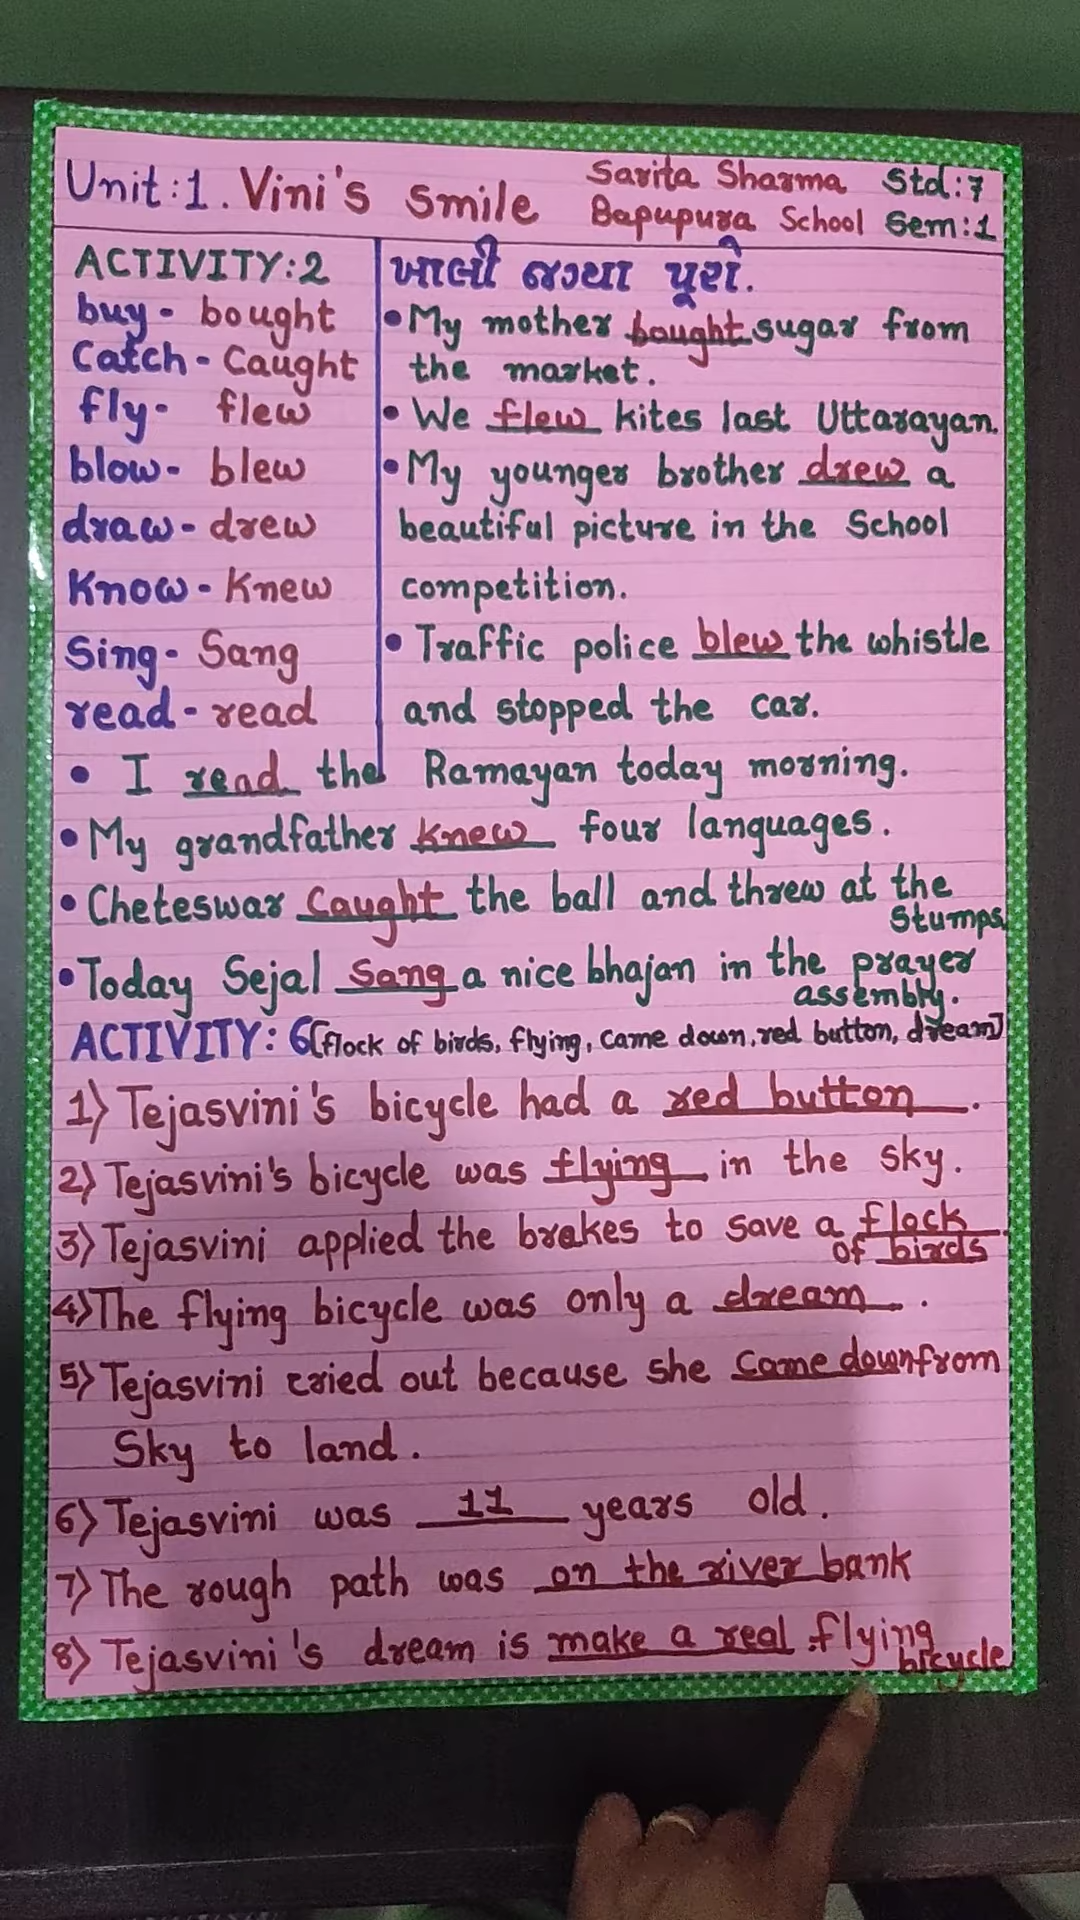 Unit:1. Vini's Smile
Sarita Sharma Std:7
Bapupura School Sem:1
ACTIVITY:2
buy - bought
Catch - Caught
fly - flew
blow - blew
draw - drew
Know - Knew
Sing - Sang
read - read
ખાલી જગ્યા પૂરો.
• My mother bought sugar from
the market.
• We flew kites last Uttarayan.
• My younger brother drew a
beautiful picture in the School
competition.
• Traffic police blew the whistle
and stopped the car.
• I read the Ramayan today morning.
• My grandfather knew four languages.
• Cheteswar Caught the ball and threw at the
Stumps.
• Today Sejal Sang a nice bhajan in the prayer
assembly.
ACTIVITY: 6 [flock of birds, flying, came down, red button, dream]
1) Tejasvini's bicycle had a red button.
2) Tejasvini's bicycle was flying in the sky.
3) Tejasvini applied the brakes to save a flock
of birds
4) The flying bicycle was only a dream.
5) Tejasvini cried out because she came down from
Sky to land.
6) Tejasvini was 11 years old.
7) The rough path was on the river bank
8) Tejasvini's dream is make a real flying
bicycle